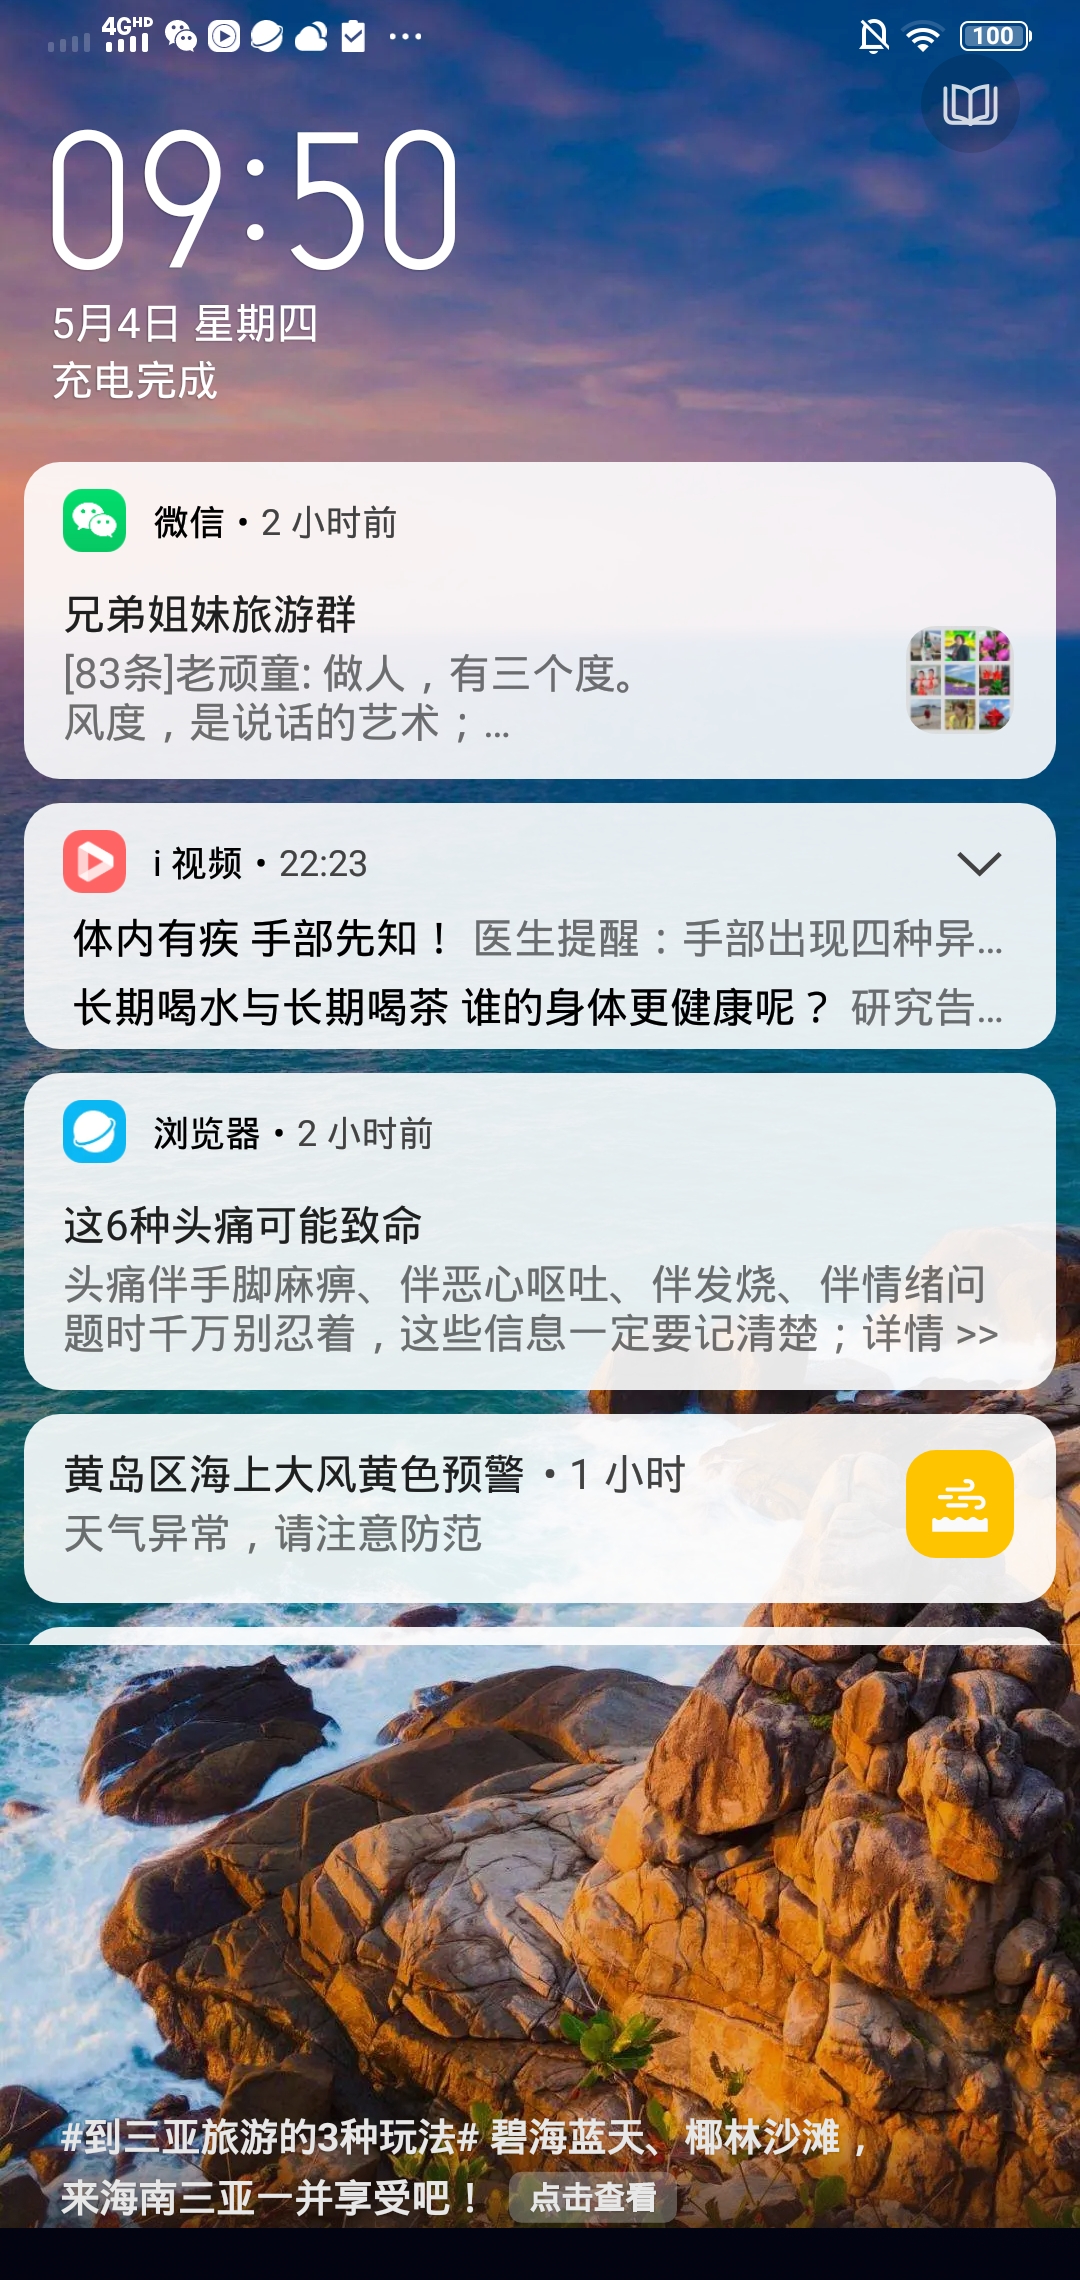 4GHD
100
09:50
5月4日 星期四
充电完成
微信 • 2 小时前
兄弟姐妹旅游群
[83条]老顽童: 做人，有三个度。
风度，是说话的艺术；...
i 视频 • 22:23
体内有疾 手部先知！ 医生提醒：手部出现四种异...
长期喝水与长期喝茶 谁的身体更健康呢？ 研究告...
浏览器 • 2 小时前
这6种头痛可能致命
头痛伴手脚麻痹、伴恶心呕吐、伴发烧、伴情绪问
题时千万别忍着，这些信息一定要记清楚；详情 >>
黄岛区海上大风黄色预警 • 1 小时
天气异常，请注意防范
#到三亚旅游的3种玩法# 碧海蓝天、椰林沙滩，
来海南三亚一并享受吧！ 点击查看